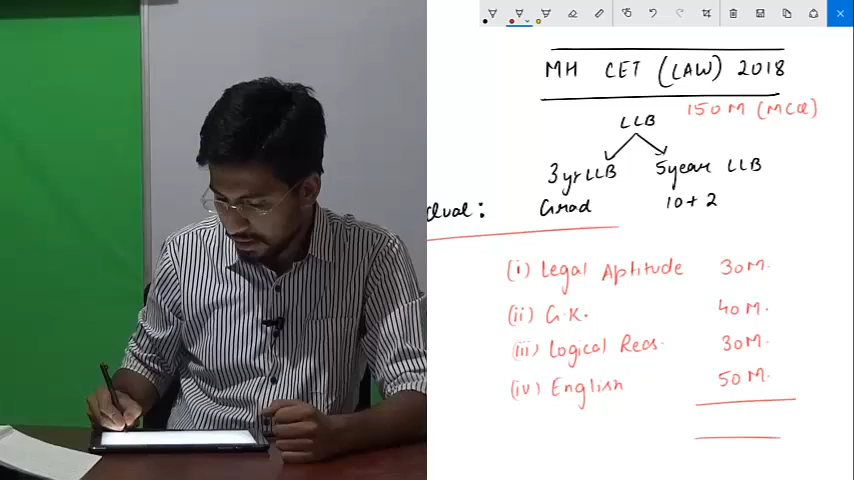 MH CET (LAW) 2018
150 M (MCQ)
LLB
3yr LLB 5year LLB
dual: Grad 10+2
(i) Legal Aptitude 30M.
(ii) G.K. 40M.
(iii) Logical Reas. 30M.
(iv) English 50M.